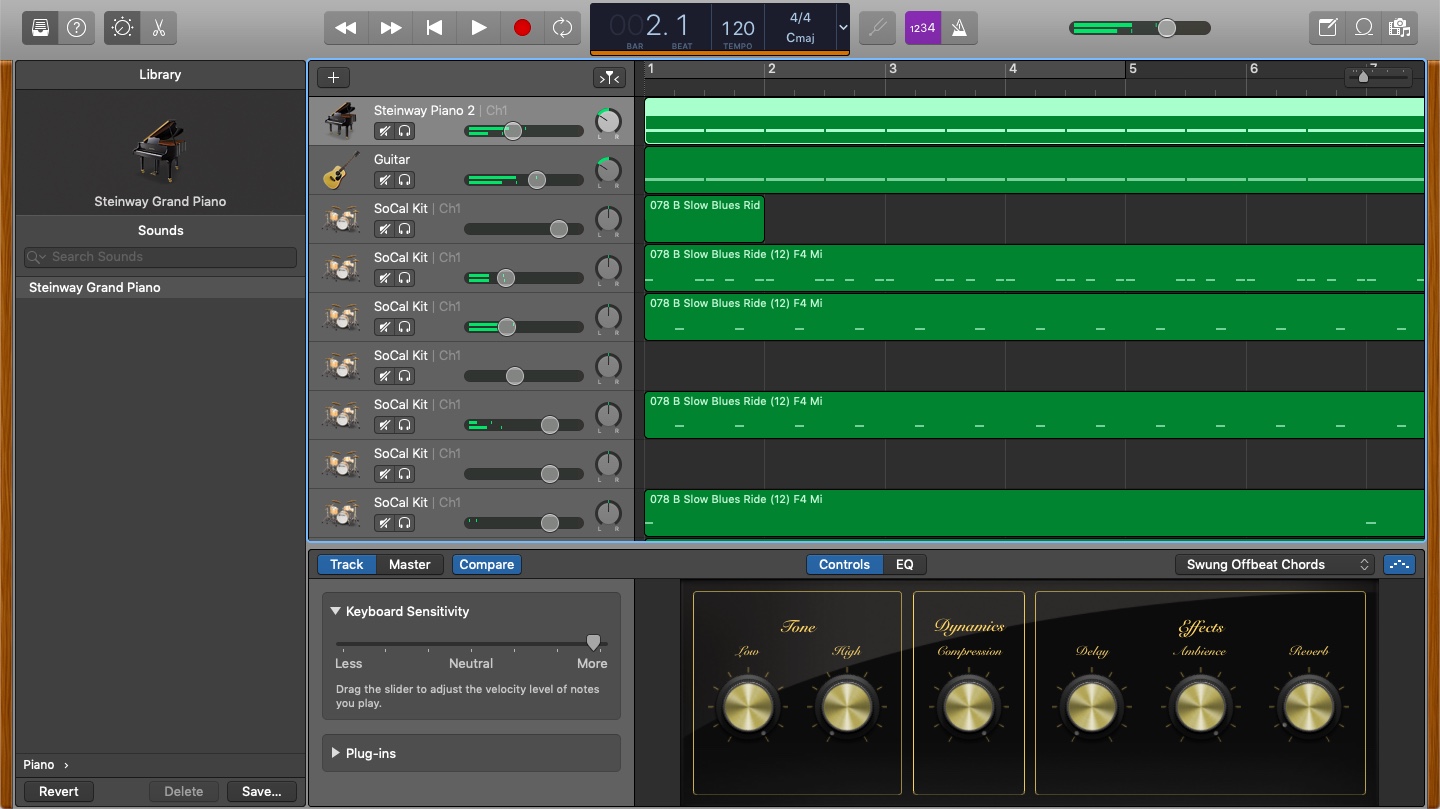 002. 1
120
4/4
Cmaj
BAR
BEAT
TEMPO
1234
Library
Steinway Grand Piano
Sounds
Search Sounds
Steinway Grand Piano
Piano ›
Revert
Delete
Save...
1 2 3 4 5 6 7
Steinway Piano 2 | Ch1
L R
Guitar
L R
SoCal Kit | Ch1
L R
078 B Slow Blues Rid
SoCal Kit | Ch1
L R
078 B Slow Blues Ride (12) F4 Mi
SoCal Kit | Ch1
L R
078 B Slow Blues Ride (12) F4 Mi
SoCal Kit | Ch1
L R
SoCal Kit | Ch1
L R
078 B Slow Blues Ride (12) F4 Mi
SoCal Kit | Ch1
L R
SoCal Kit | Ch1
L R
078 B Slow Blues Ride (12) F4 Mi
Track Master Compare
Controls EQ
Swung Offbeat Chords
Keyboard Sensitivity
Less Neutral More
Drag the slider to adjust the velocity level of notes
you play.
Plug-ins
Tone
Low High
Dynamics
Compression
Effects
Delay Ambience Reverb